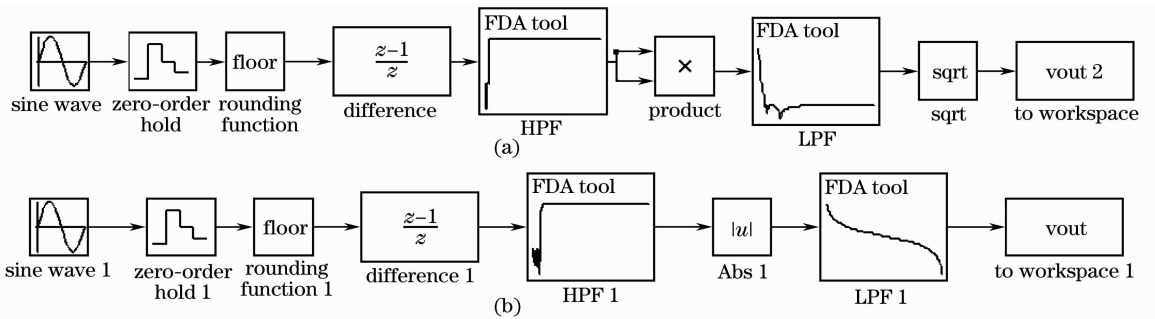 FDA tool
FDA tool
floor
z−1
z
×
sqrt
vout 2
sine wave
zero-order
hold
rounding
function
difference
HPF
product
LPF
sqrt
to workspace
(a)
FDA tool
FDA tool
floor
z−1
z
|u|
vout
sine wave 1
zero-order
hold 1
rounding
function 1
difference 1
HPF 1
Abs 1
LPF 1
to workspace 1
(b)